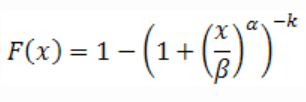 F(x) = 1 − (1 + (x/β)^α)^−k